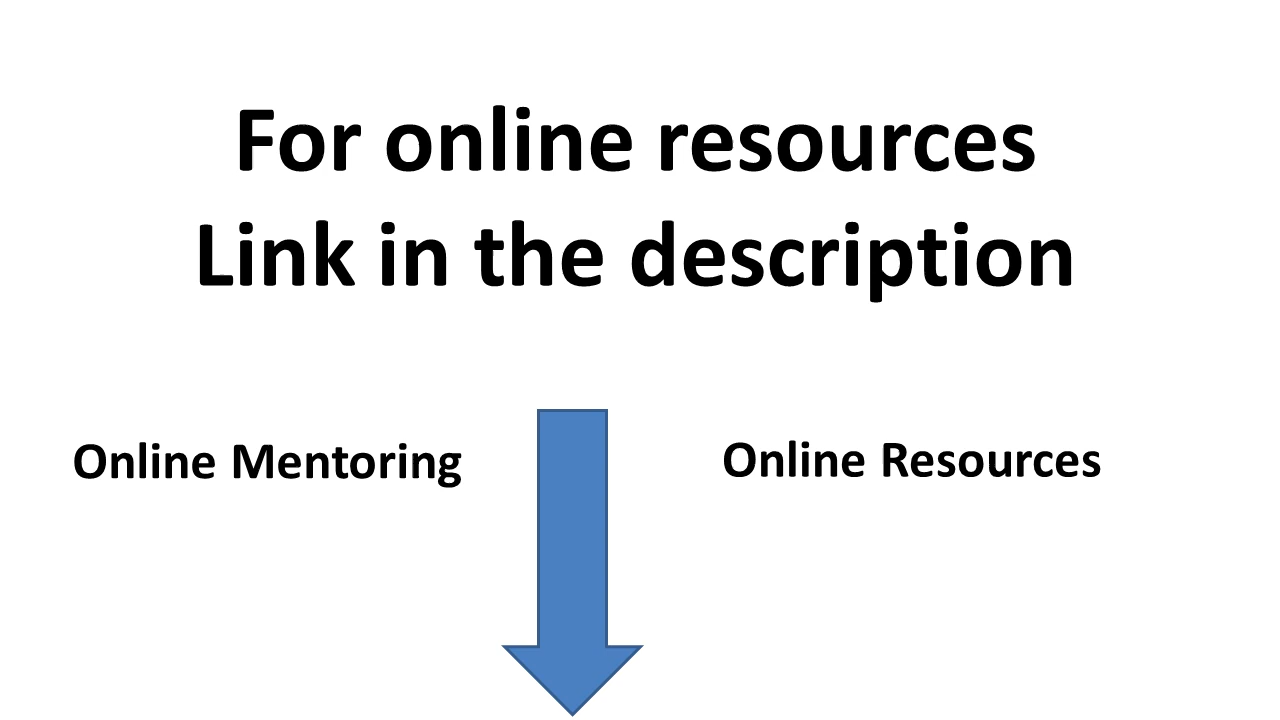 For online resources
Link in the description
Online Mentoring
Online Resources